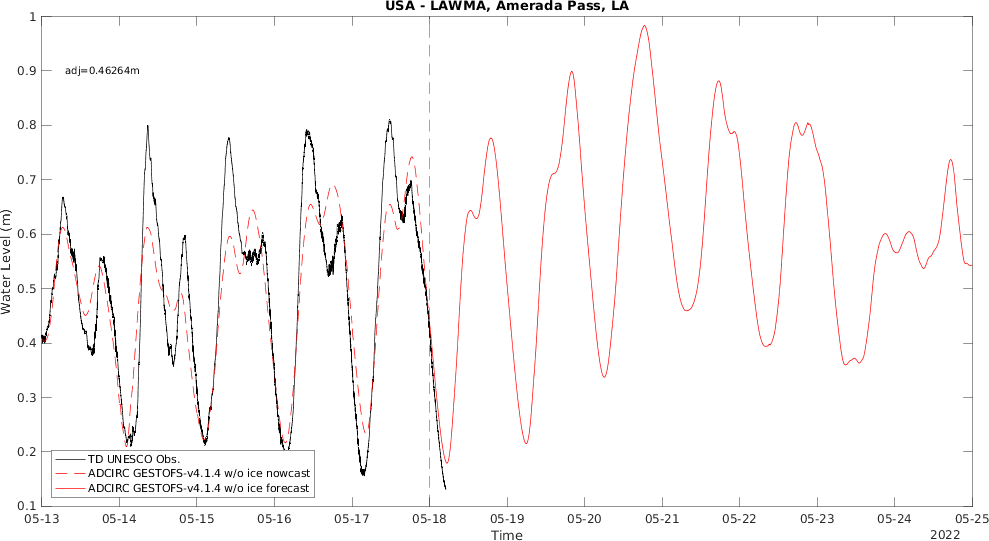 USA - LAWMA, Amerada Pass, LA
adj=0.46264m
Water Level (m)
1
0.9
0.8
0.7
0.6
0.5
0.4
0.3
0.2
0.1
TD UNESCO Obs.
ADCIRC GESTOFS-v4.1.4 w/o ice nowcast
ADCIRC GESTOFS-v4.1.4 w/o ice forecast
05-13 05-14 05-15 05-16 05-17 05-18 05-19 05-20 05-21 05-22 05-23 05-24 05-25
Time
2022